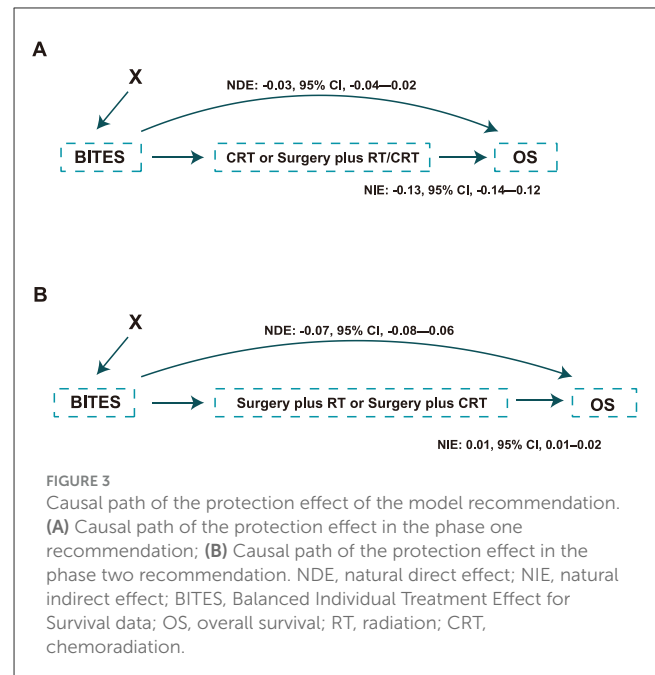 A
X
NDE: -0.03, 95% CI, -0.04—0.02
BITES
CRT or Surgery plus RT/CRT
OS
NIE: -0.13, 95% CI, -0.14—0.12
B
X
NDE: -0.07, 95% CI, -0.08—0.06
BITES
Surgery plus RT or Surgery plus CRT
OS
NIE: 0.01, 95% CI, 0.01–0.02
FIGURE 3
Causal path of the protection effect of the model recommendation.
(A) Causal path of the protection effect in the phase one
recommendation; (B) Causal path of the protection effect in the
phase two recommendation. NDE, natural direct effect; NIE, natural
indirect effect; BITES, Balanced Individual Treatment Effect for
Survival data; OS, overall survival; RT, radiation; CRT,
chemoradiation.